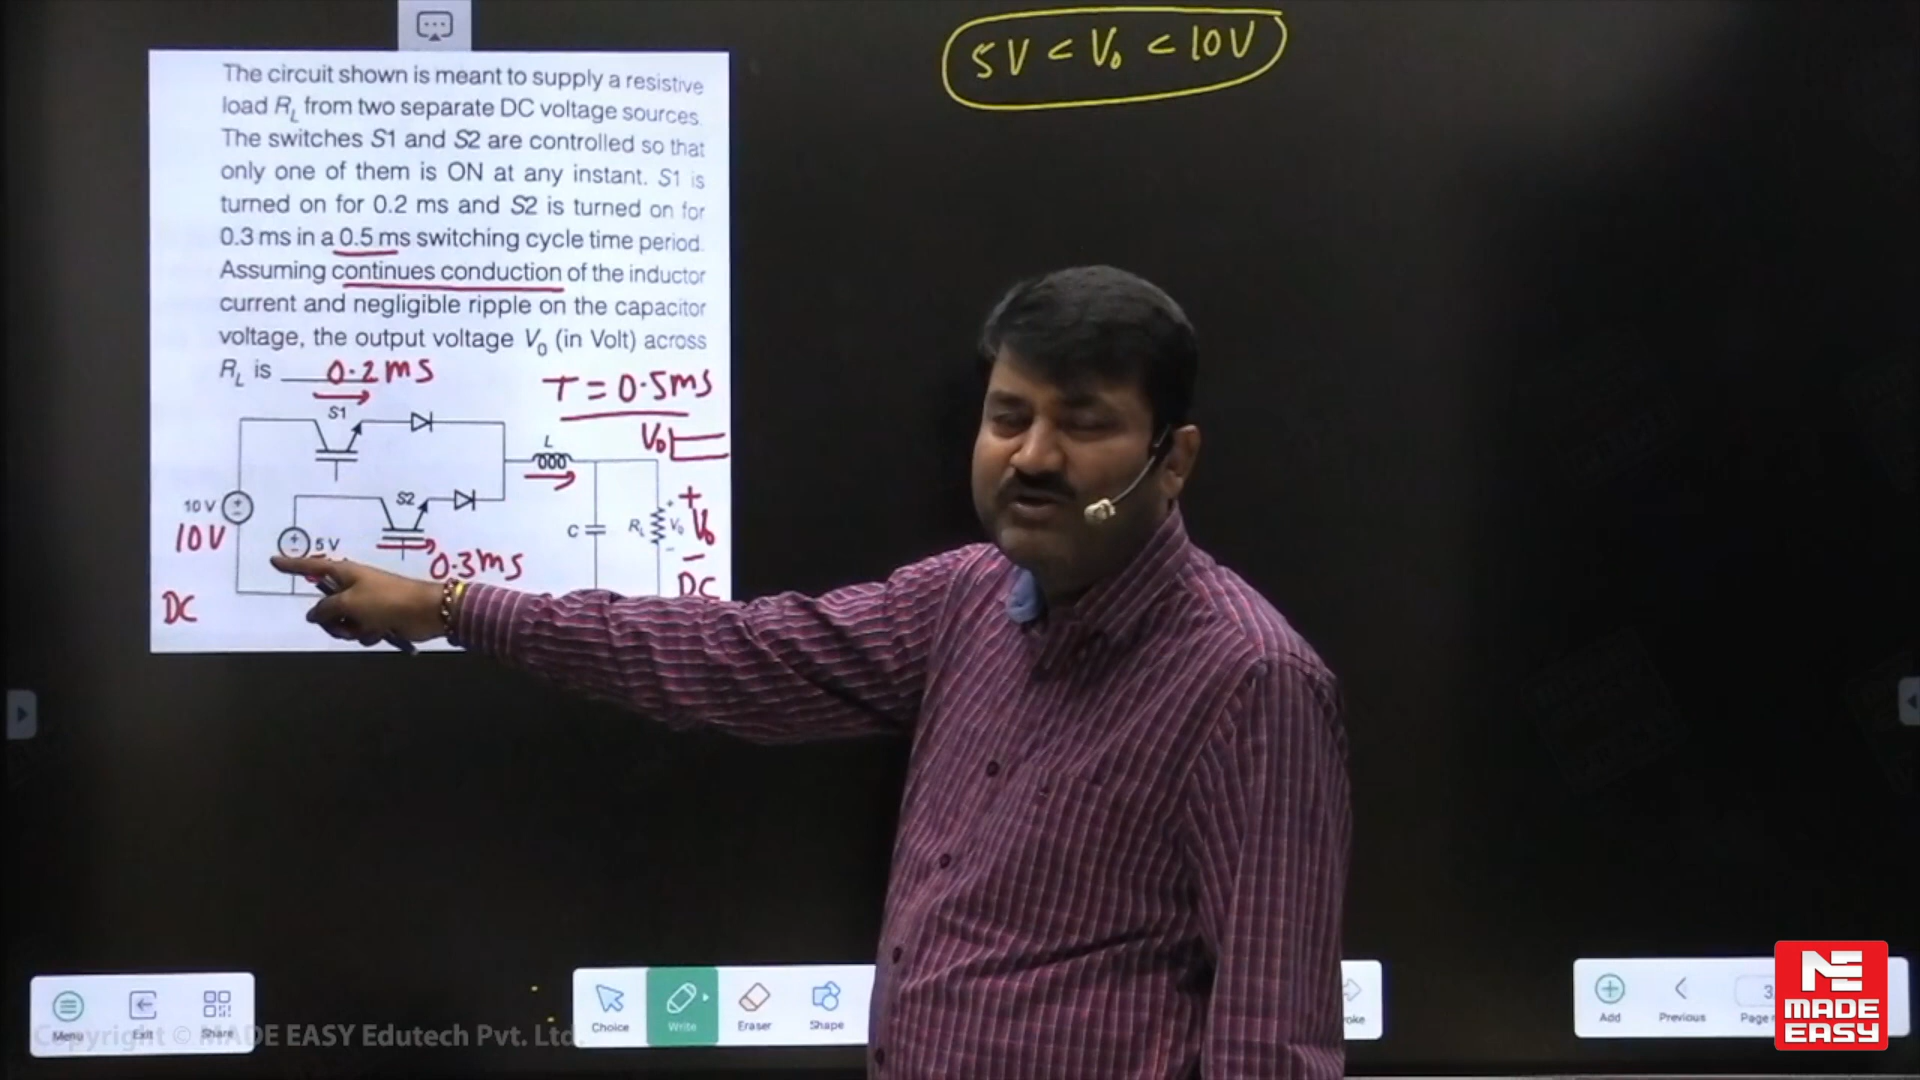 5V < V₀ < 10V
The circuit shown is meant to supply a resistive
load R_L from two separate DC voltage sources.
The switches S1 and S2 are controlled so that
only one of them is ON at any instant. S1 is
turned on for 0.2 ms and S2 is turned on for
0.3 ms in a 0.5 ms switching cycle time period.
Assuming continues conduction of the inductor
current and negligible ripple on the capacitor
voltage, the output voltage V₀ (in Volt) across
R_L is ______
0.2ms
T = 0.5ms
S1
V₀
L
S2
10 V
10V
5 V
0.3ms
C
R_L
+
V₀
-
+
V₀
-
DC
DC
Menu
Exit
Share
Choice
Write
Eraser
Shape
oke
Add
Previous
Page
3
Copyright © MADE EASY Edutech Pvt. Ltd.
ME
MADE
EASY